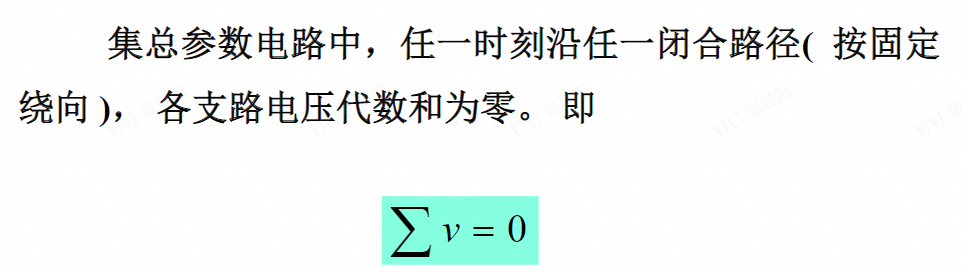 集总参数电路中，任一时刻沿任一闭合路径( 按固定
绕向 )， 各支路电压代数和为零。 即
∑ v = 0